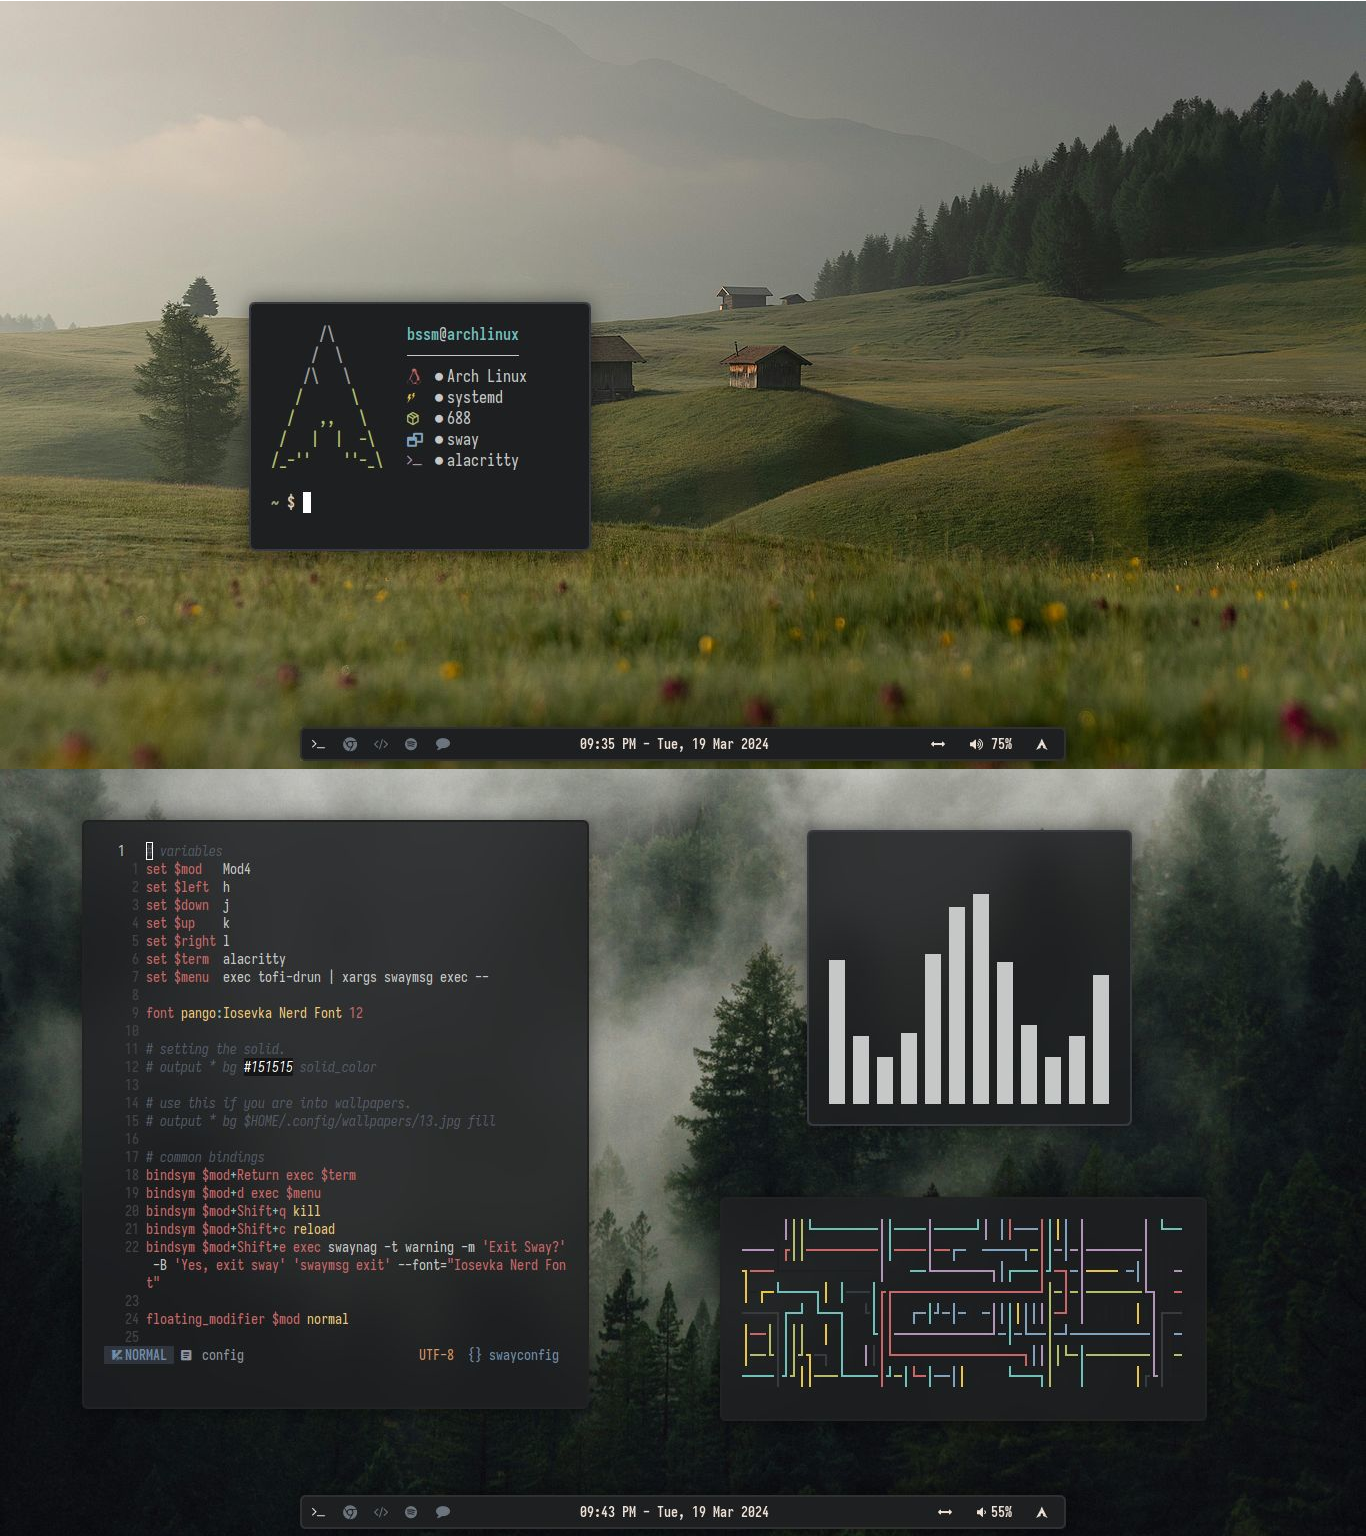 bssm@archlinux
Arch Linux
systemd
688
sway
alacritty
~ $
09:35 PM - Tue, 19 Mar 2024
75%
1 variables
1 set $mod Mod4
2 set $left h
3 set $down j
4 set $up k
5 set $right l
6 set $term alacritty
7 set $menu exec tofi-drun | xargs swaymsg exec --
8
9 font pango:Iosevka Nerd Font 12
10
11 # setting the solid.
12 # output * bg #151515 solid_color
13
14 # use this if you are into wallpapers.
15 # output * bg $HOME/.config/wallpapers/13.jpg fill
16
17 # common bindings
18 bindsym $mod+Return exec $term
19 bindsym $mod+d exec $menu
20 bindsym $mod+Shift+q kill
21 bindsym $mod+Shift+c reload
22 bindsym $mod+Shift+e exec swaynag -t warning -m 'Exit Sway?'
-B 'Yes, exit sway' 'swaymsg exit' --font="Iosevka Nerd Fon
t"
23
24 floating_modifier $mod normal
25
NORMAL config UTF-8 {} swayconfig
09:43 PM - Tue, 19 Mar 2024
55%